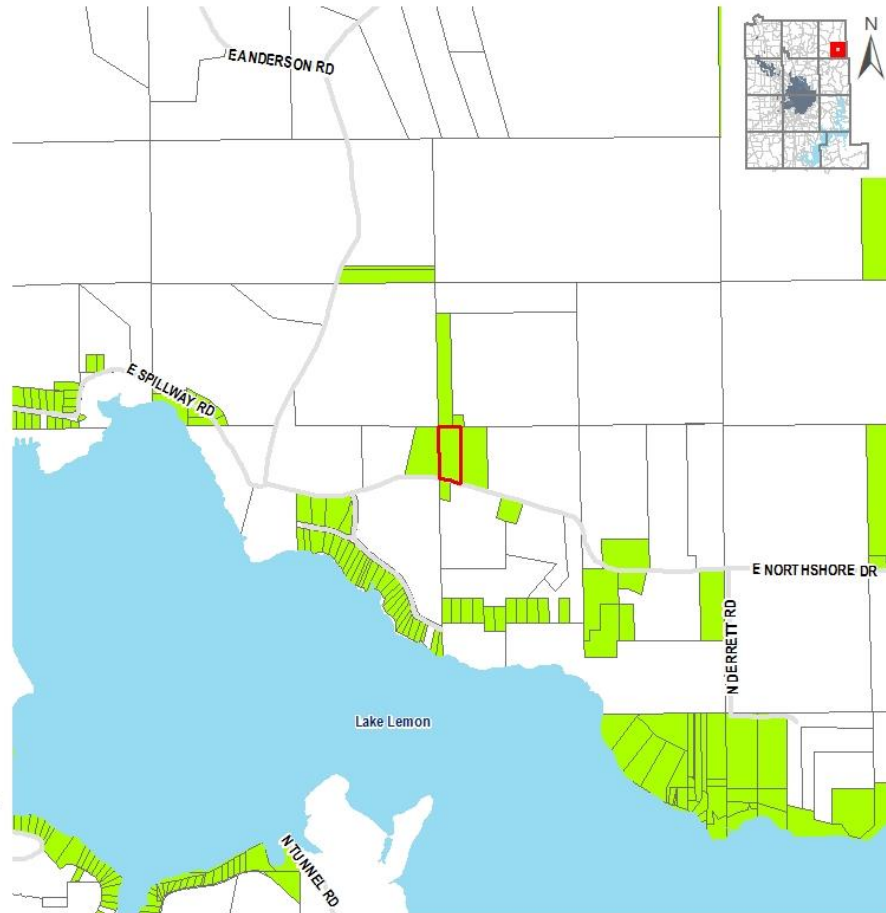 N
E ANDERSON RD
E SPILLWAY RD
E NORTHSHORE DR
N DERRETT RD
Lake Lemon
N TUNNEL RD